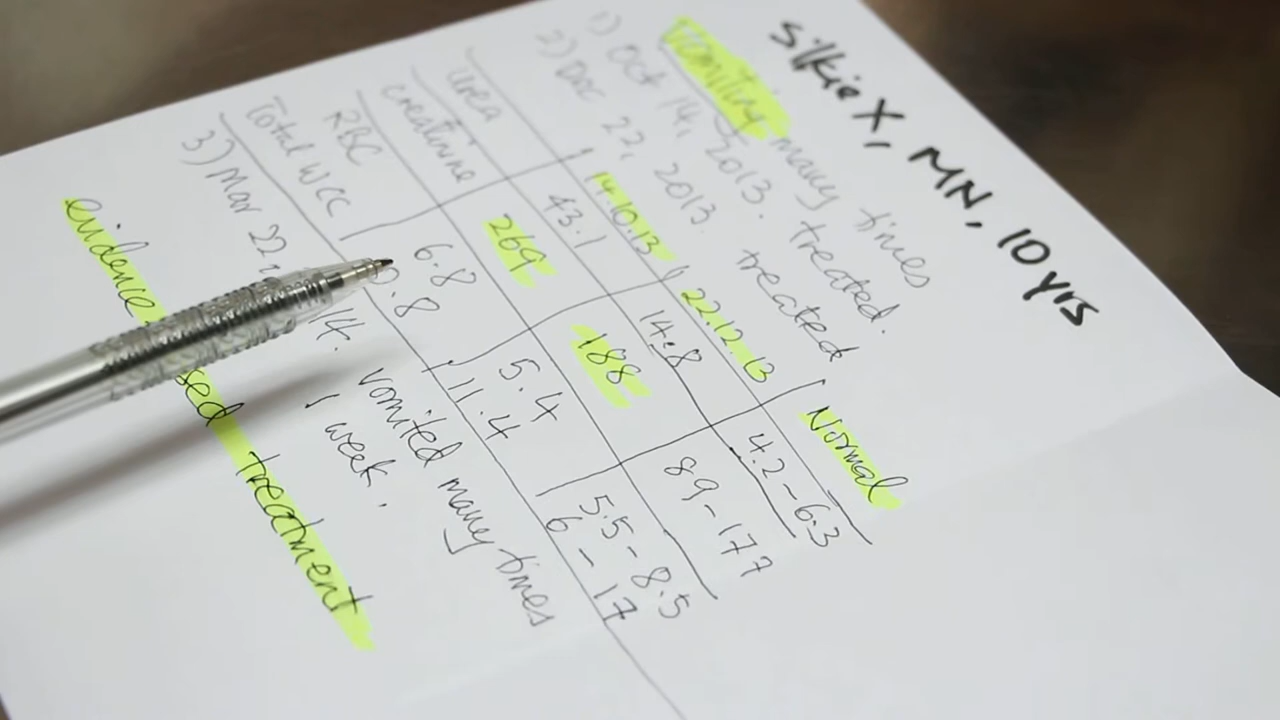 Silkie X, MN, 10 yrs
Vomiting many times
1) Oct 14, 2013. treated.
2) Dec 22, 2013. treated
14.10.13 22.12.13 Normal
Urea 43.1 14.8 4.2-6.3
creatinine 269 188 89-177
RBC 6.8 5.4 5.5-8.5
Total WCC .8 11.4 6-17
3) Mar 22, 14. vomited many times
1 week.
evidence treatment